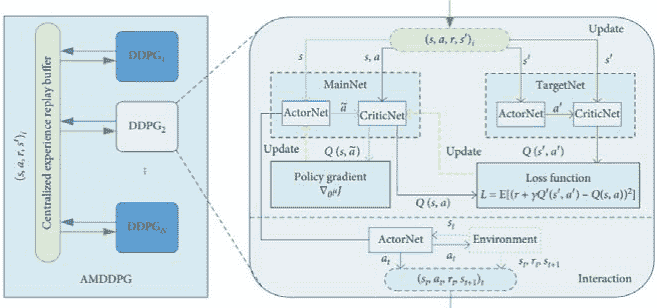 (s, a, r, s')i
Centralized experience replay buffer
DDPG1
DDPG2
⋮
DDPGN
AMDDPG
(s, a, r, s')i
Update
s
s, a
s'
s'
MainNet
TargetNet
ActorNet
ã
CriticNet
ActorNet
a'
CriticNet
Update
Q (s, ã)
Update
Q (s', a')
Policy gradient
∇θμJ
Loss function
L = E[(r + γQ'(s', a') − Q(s, a))²]
Q (s, a)
ActorNet
st
Environment
at
at
st, rt, st+1
(st, at, rt, st+1)t
Interaction